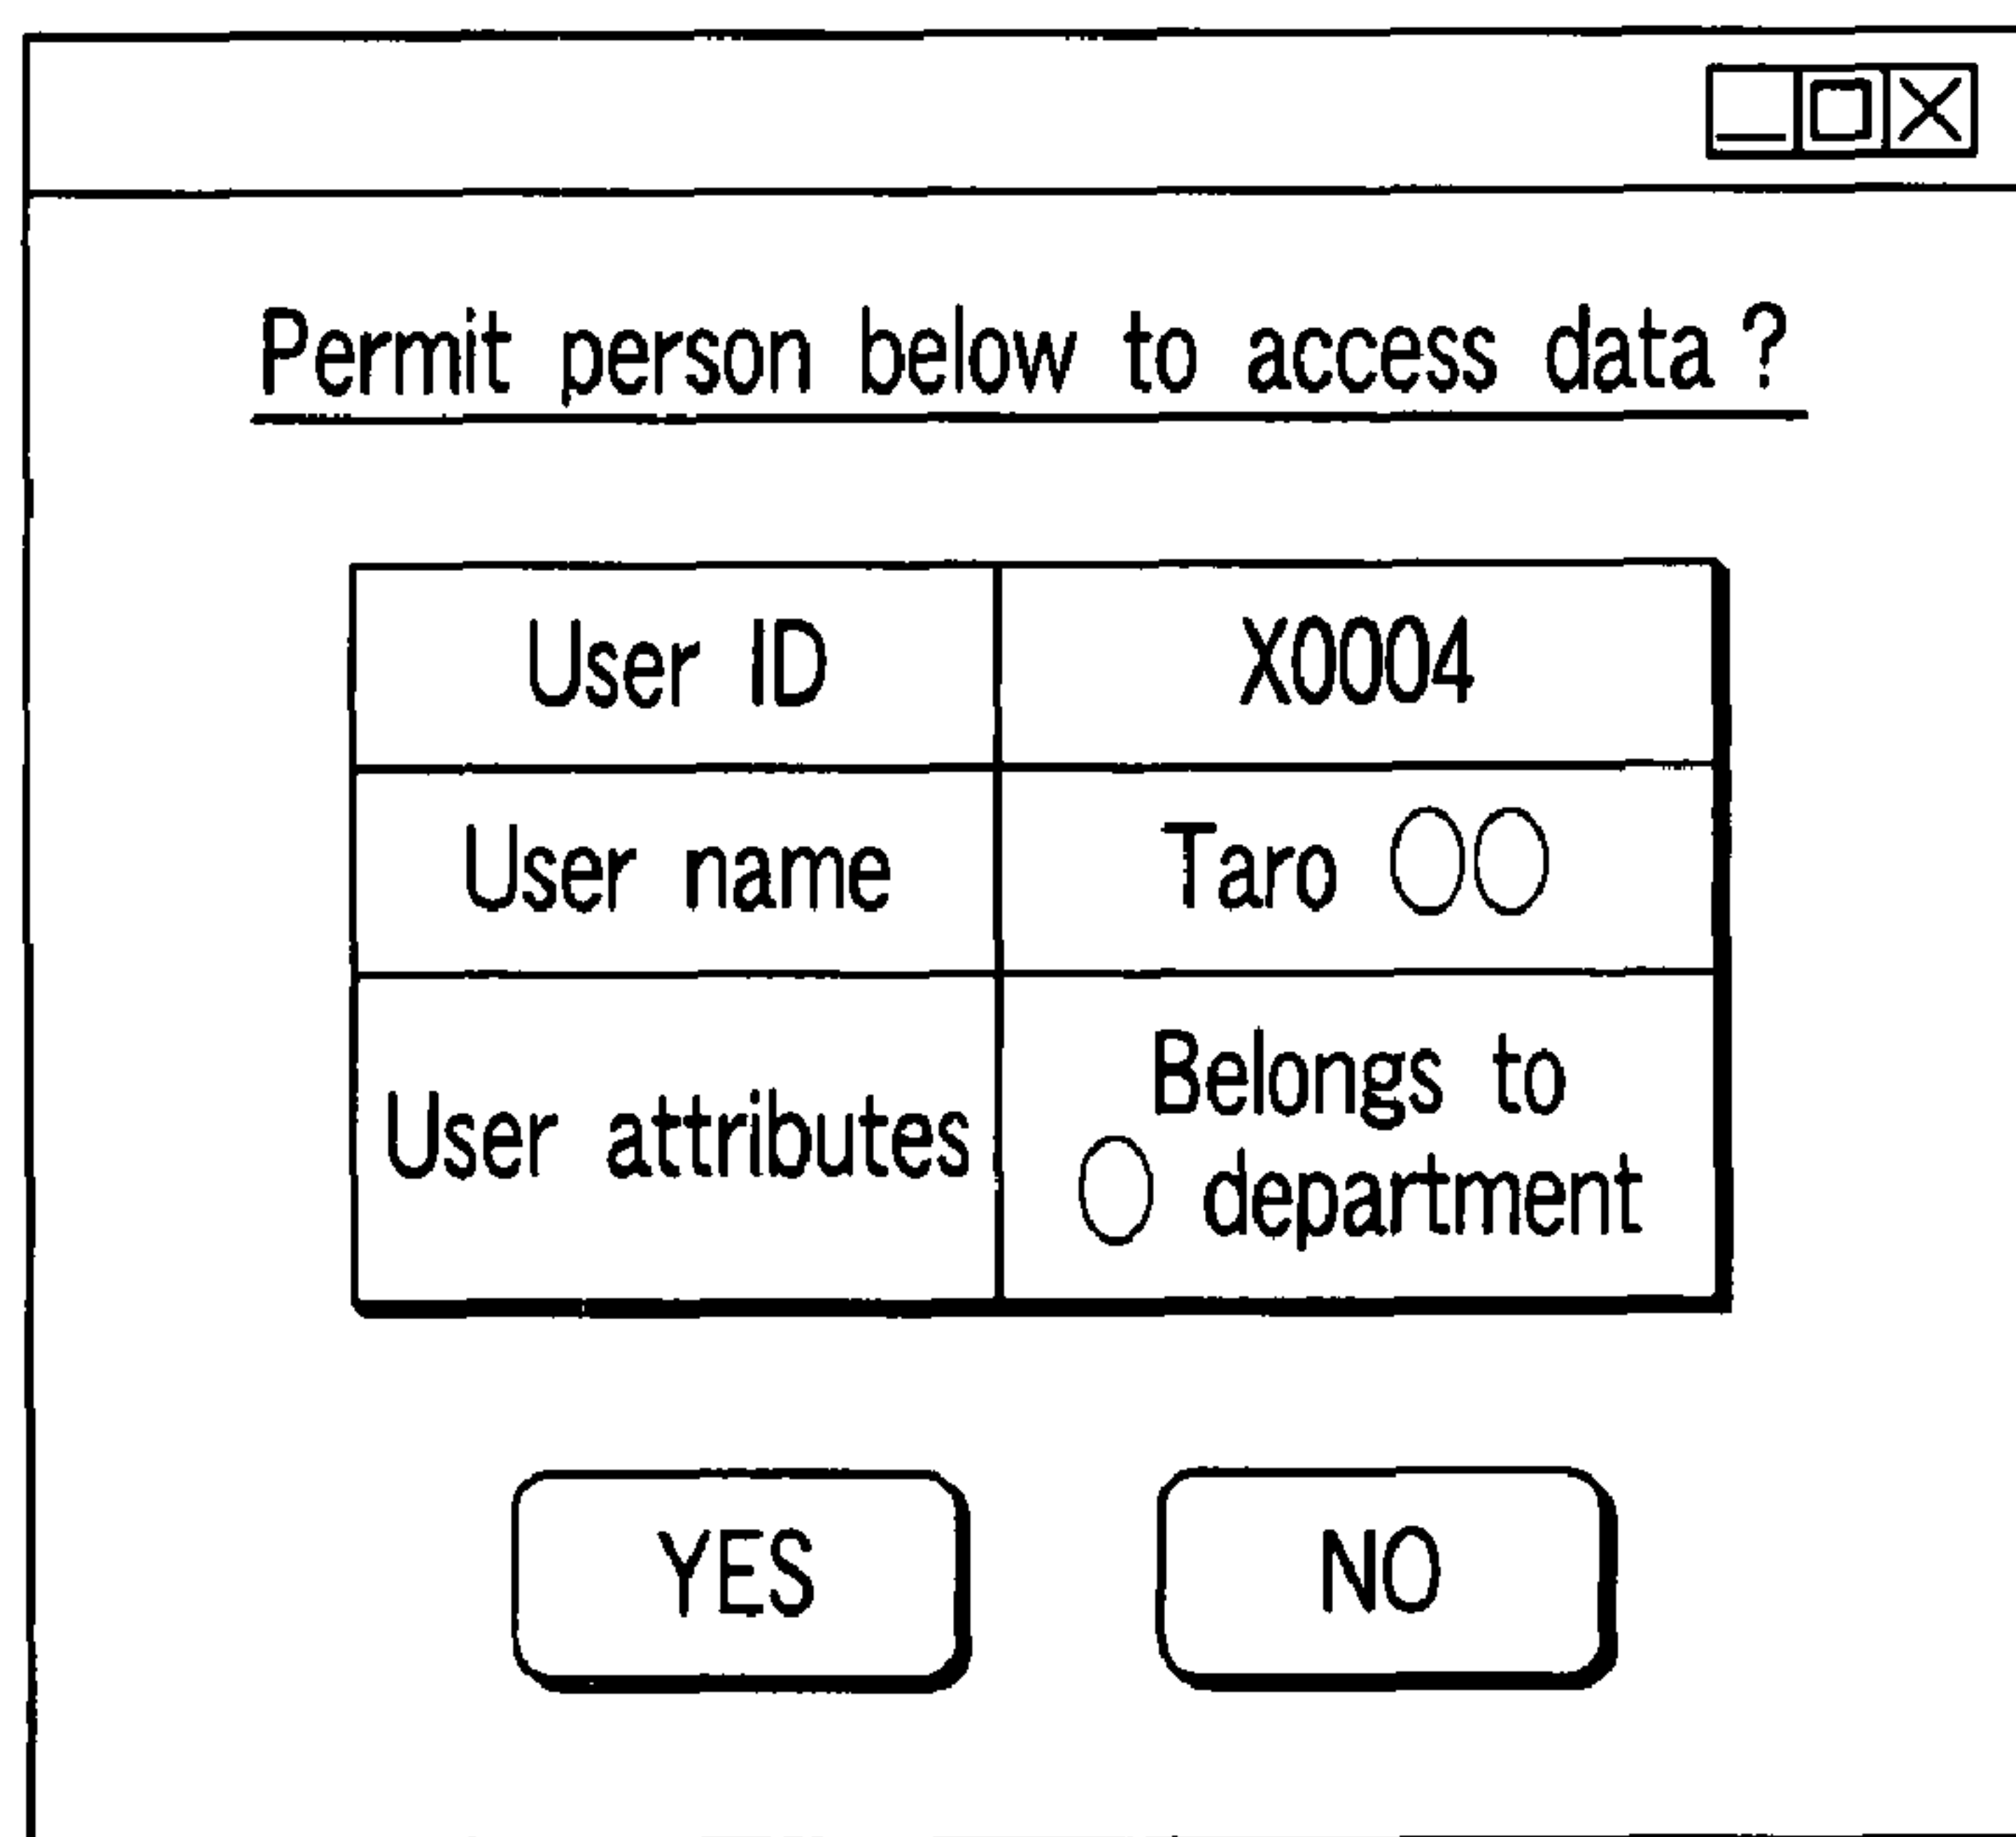 Permit person below to access data ?
User ID X0004
User name Taro ○○
User attributes Belongs to
○ department
YES NO